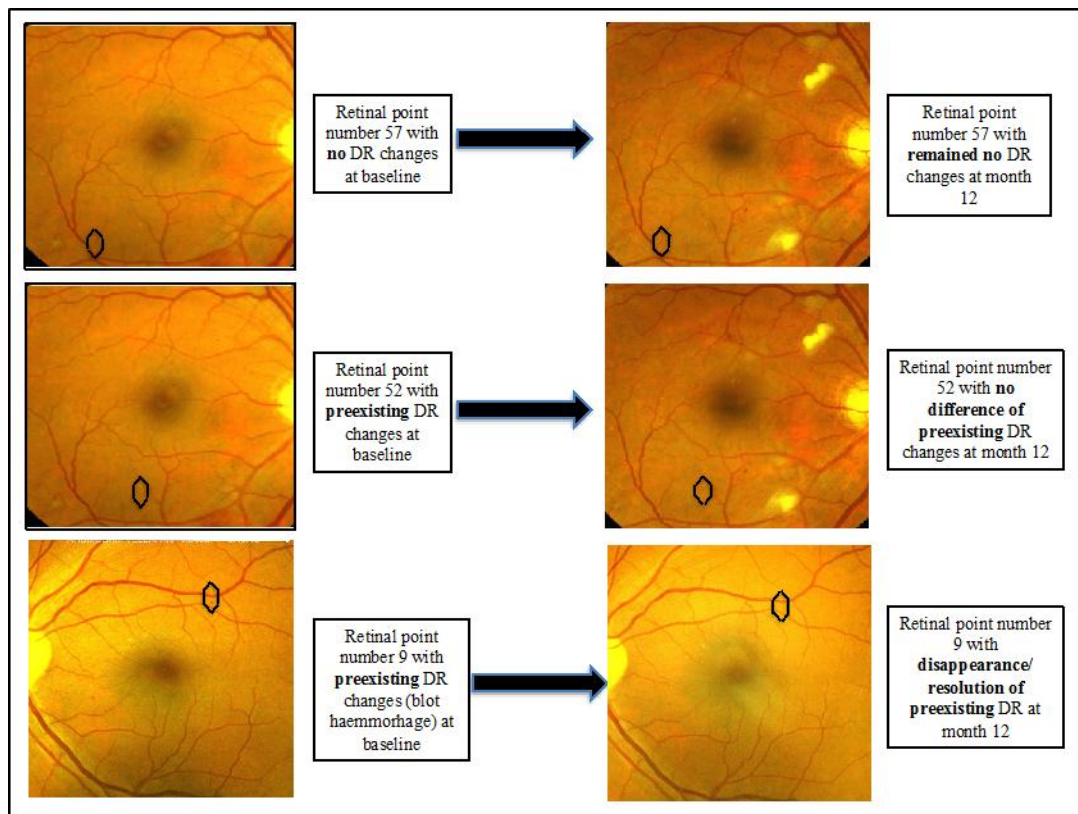 Retinal point
number 57 with
no DR changes
at baseline
Retinal point
number 57 with
remained no DR
changes at month
12
Retinal point
number 52 with
preexisting DR
changes at
baseline
Retinal point number
52 with no
difference of
preexisting DR
changes at month 12
Retinal point
number 9 with
preexisting DR
changes (blot
haemmorhage) at
baseline
Retinal point number
9 with
disappearance/
resolution of
preexisting DR at
month 12